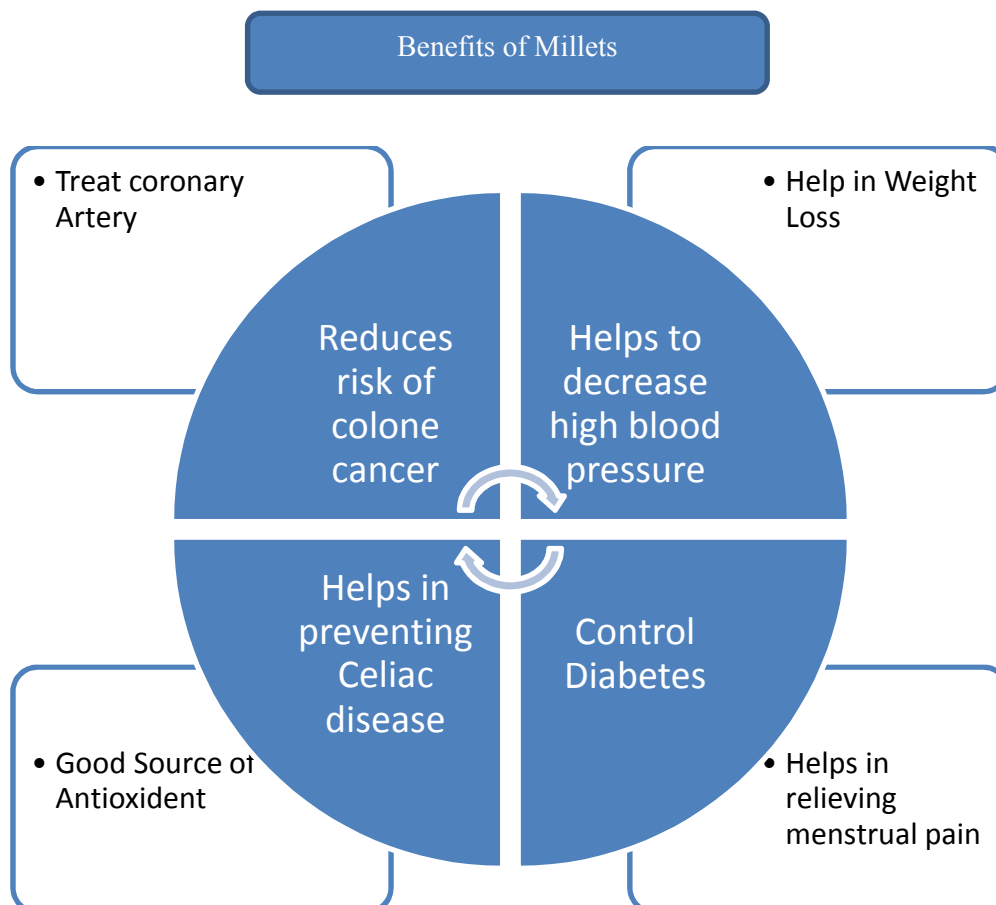 Benefits of Millets
• Treat coronary
Artery
• Help in Weight
Loss
Reduces
risk of
colone
cancer
Helps to
decrease
high blood
pressure
Helps in
preventing
Celiac
disease
Control
Diabetes
• Good Source of
Antioxident
• Helps in
relieving
menstrual pain